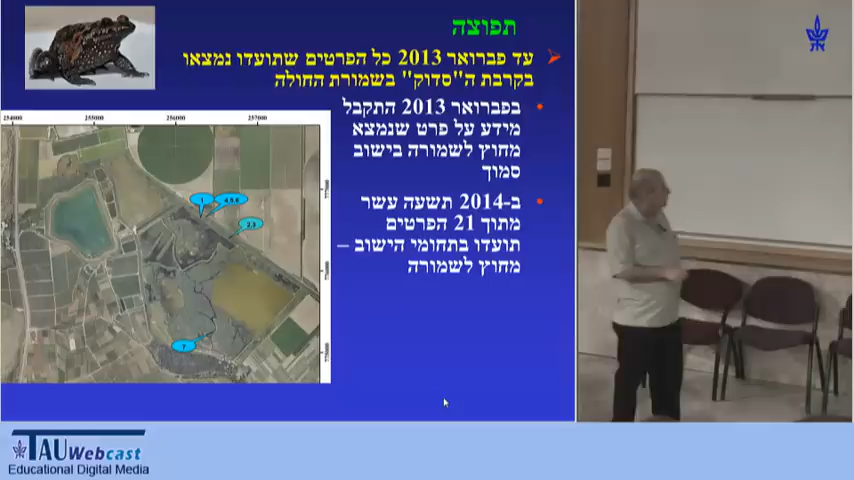 תפוצה
עד פברואר 2013 כל הפרטים שתועדו נמצאו
בקרבת ה"סדוק" בשמורת החולה
בפברואר 2013 התקבל
מידע על פרט שנמצא
מחוץ לשמורה בישוב
סמוך
ב-2014 תשעה עשר
מתוך 21 הפרטים
תועדו בתחומי הישוב –
מחוץ לשמורה
254000 255000 256000 257000
1
4,5,6
2,3
7
TAU Webcast
Educational Digital Media